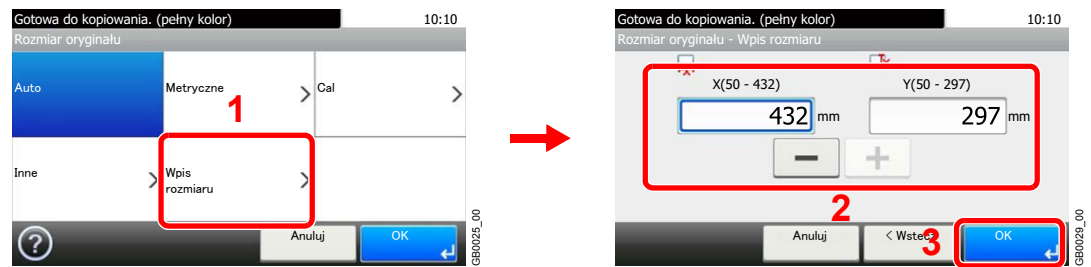 Gotowa do kopiowania. (pełny kolor) 10:10
Rozmiar oryginału
Auto
Metryczne
Cal
1
Inne
Wpis
rozmiaru
?
Anuluj
OK
GB0025_00
Gotowa do kopiowania. (pełny kolor) 10:10
Rozmiar oryginału - Wpis rozmiaru
X(50 - 432)
Y(50 - 297)
432 mm
297 mm
2
Anuluj
< Wstecz
3
OK
GB0029_00